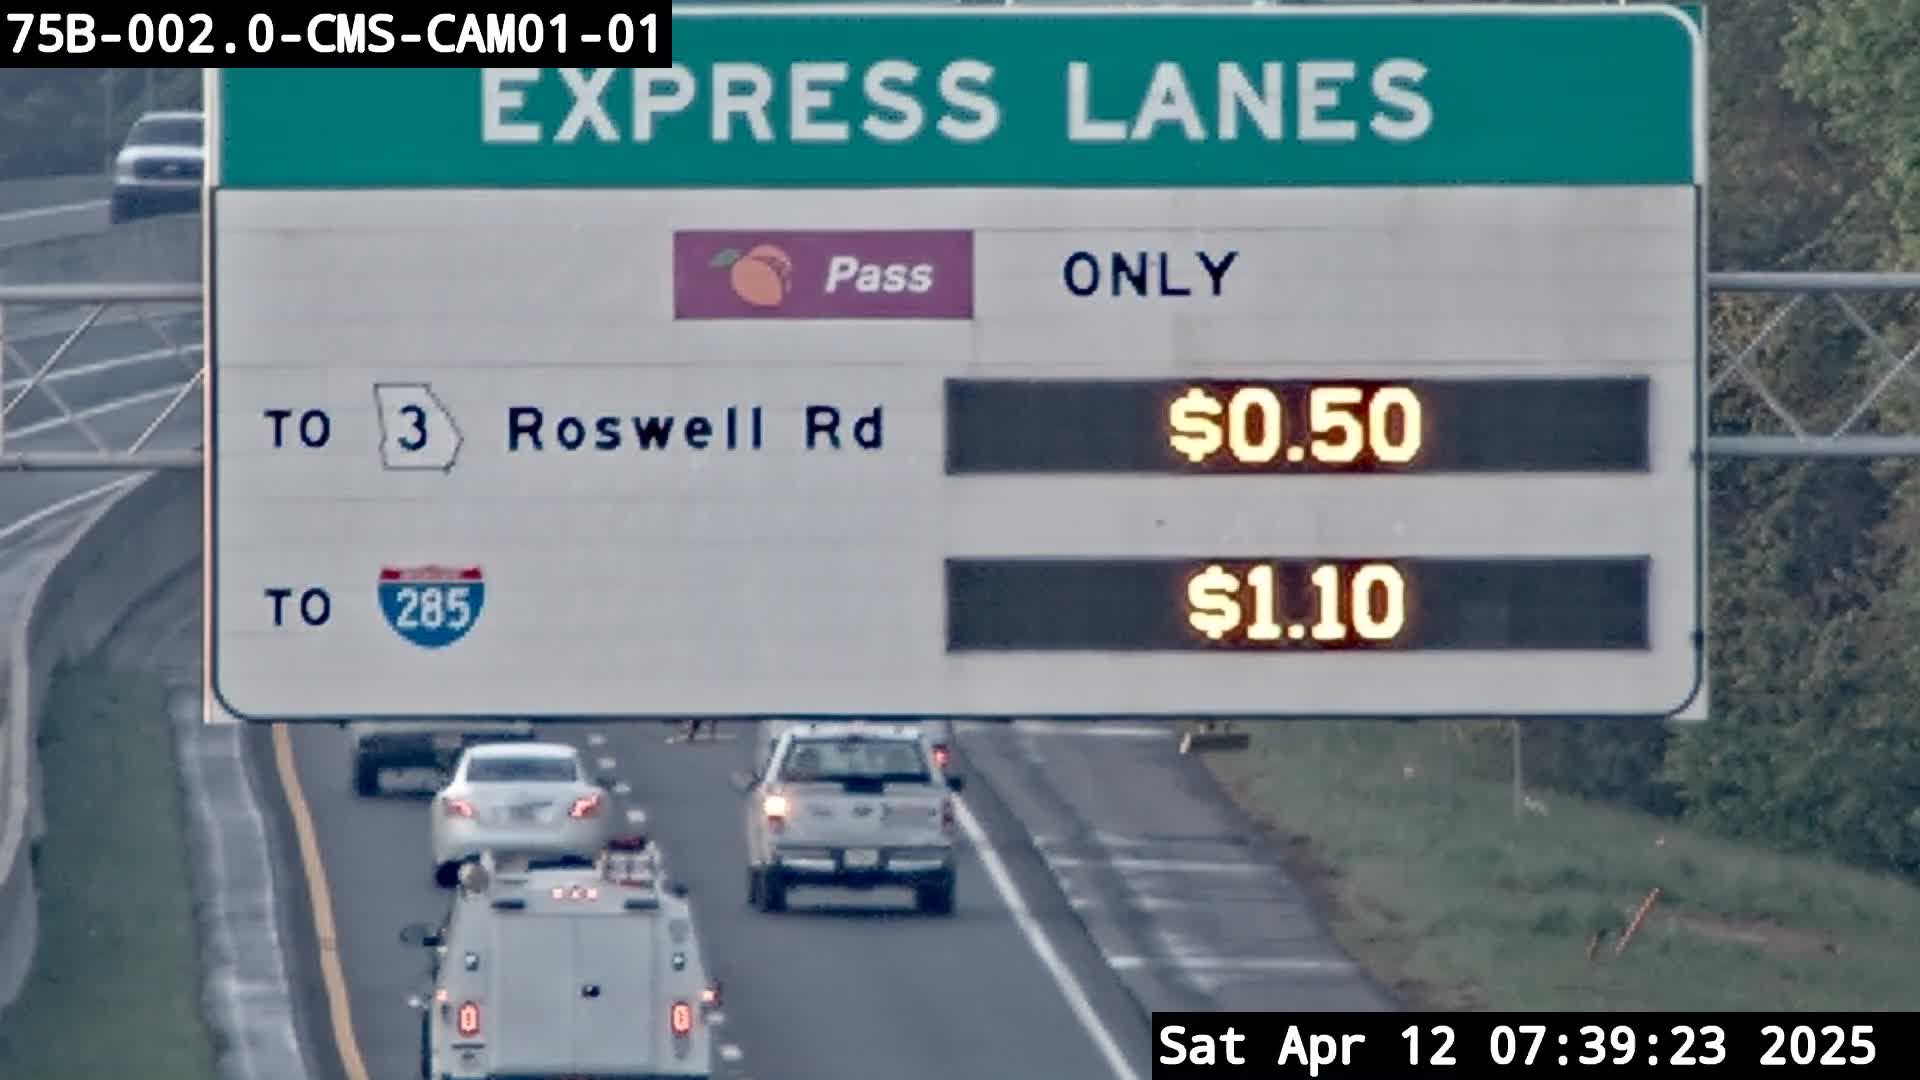 75B-002.0-CMS-CAM01-01
EXPRESS LANES
Pass ONLY
TO 3 Roswell Rd $0.50
TO 285 $1.10
Sat Apr 12 07:39:23 2025